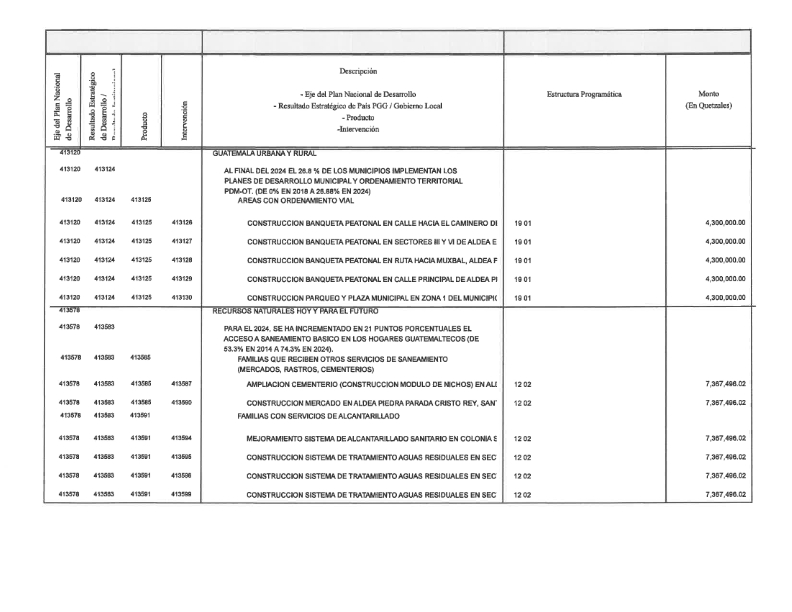 Eje del Plan Nacional
de Desarrollo
Resultado Estratégico
de Desarrollo /
Producto
Intervención
Descripción
- Eje del Plan Nacional de Desarrollo
- Resultado Estratégico de País PGG / Gobierno Local
- Producto
-Intervención
Estructura Programática
Monto
(En Quetzales)
413120 GUATEMALA URBANA Y RURAL
413120 413124 AL FINAL DEL 2024 EL 26.8 % DE LOS MUNICIPIOS IMPLEMENTAN LOS
PLANES DE DESARROLLO MUNICIPAL Y ORDENAMIENTO TERRITORIAL
PDM-OT. (DE 0% EN 2018 A 26.68% EN 2024)
413120 413124 413125 AREAS CON ORDENAMIENTO VIAL
413120 413124 413125 413126 CONSTRUCCION BANQUETA PEATONAL EN CALLE HACIA EL CAMINERO DI 19 01 4,300,000.00
413120 413124 413125 413127 CONSTRUCCION BANQUETA PEATONAL EN SECTORES III Y VI DE ALDEA E 19 01 4,300,000.00
413120 413124 413125 413128 CONSTRUCCION BANQUETA PEATONAL EN RUTA HACIA MUXBAL, ALDEA F 19 01 4,300,000.00
413120 413124 413125 413129 CONSTRUCCION BANQUETA PEATONAL EN CALLE PRINCIPAL DE ALDEA PI 19 01 4,300,000.00
413120 413124 413125 413130 CONSTRUCCION PARQUEO Y PLAZA MUNICIPAL EN ZONA 1 DEL MUNICIPI( 19 01 4,300,000.00
413578 RECURSOS NATURALES HOY Y PARA EL FUTURO
413578 413583 PARA EL 2024, SE HA INCREMENTADO EN 21 PUNTOS PORCENTUALES EL
ACCESO A SANEAMIENTO BASICO EN LOS HOGARES GUATEMALTECOS (DE
53.3% EN 2014 A 74.3% EN 2024).
413578 413583 413585 FAMILIAS QUE RECIBEN OTROS SERVICIOS DE SANEAMIENTO
(MERCADOS, RASTROS, CEMENTERIOS)
413578 413583 413585 413587 AMPLIACION CEMENTERIO (CONSTRUCCION MODULO DE NICHOS) EN ALI 12 02 7,367,496.02
413578 413583 413585 413590 CONSTRUCCION MERCADO EN ALDEA PIEDRA PARADA CRISTO REY, SAN 12 02 7,367,496.02
413578 413583 413591 FAMILIAS CON SERVICIOS DE ALCANTARILLADO
413578 413583 413591 413594 MEJORAMIENTO SISTEMA DE ALCANTARILLADO SANITARIO EN COLONIA S 12 02 7,367,496.02
413578 413583 413591 413595 CONSTRUCCION SISTEMA DE TRATAMIENTO AGUAS RESIDUALES EN SEC 12 02 7,367,496.02
413578 413583 413591 413596 CONSTRUCCION SISTEMA DE TRATAMIENTO AGUAS RESIDUALES EN SEC 12 02 7,367,496.02
413578 413583 413591 413599 CONSTRUCCION SISTEMA DE TRATAMIENTO AGUAS RESIDUALES EN SEC 12 02 7,367,496.02